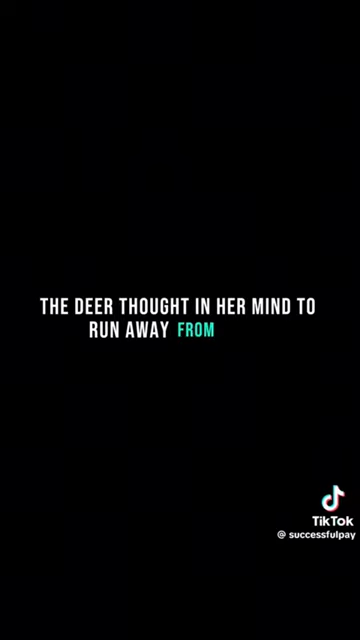 THE DEER THOUGHT IN HER MIND TO
RUN AWAY FROM
TikTok
@ successfulpay